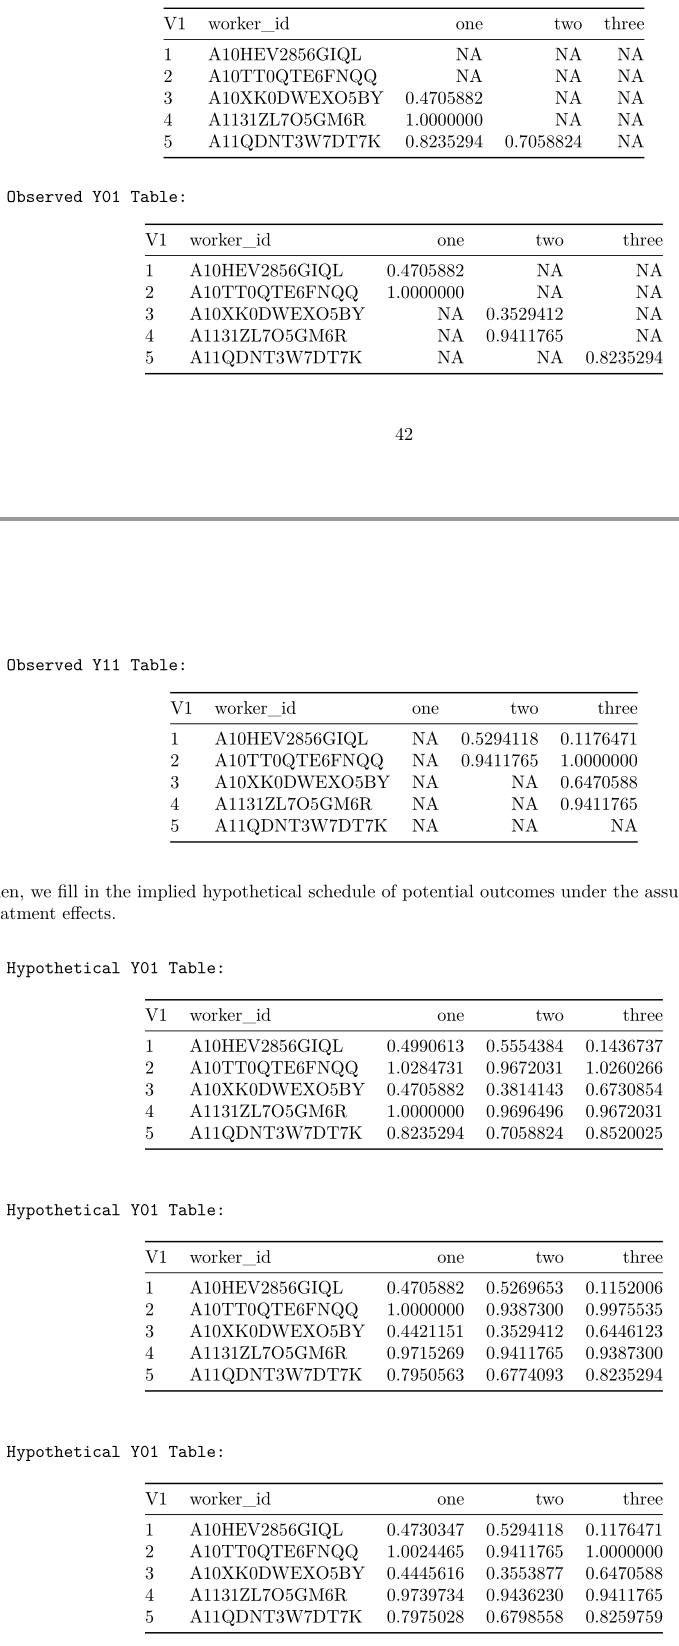 V1 worker_id one two three
1 A10HEV2856GIQL NA NA NA
2 A10TT0QTE6FNQQ NA NA NA
3 A10XK0DWEXO5BY 0.4705882 NA NA
4 A1131ZL7O5GM6R 1.0000000 NA NA
5 A11QDNT3W7DT7K 0.8235294 0.7058824 NA
Observed Y01 Table:
V1 worker_id one two three
1 A10HEV2856GIQL 0.4705882 NA NA
2 A10TT0QTE6FNQQ 1.0000000 NA NA
3 A10XK0DWEXO5BY NA 0.3529412 NA
4 A1131ZL7O5GM6R NA 0.9411765 NA
5 A11QDNT3W7DT7K NA NA 0.8235294
42
Observed Y11 Table:
V1 worker_id one two three
1 A10HEV2856GIQL NA 0.5294118 0.1176471
2 A10TT0QTE6FNQQ NA 0.9411765 1.0000000
3 A10XK0DWEXO5BY NA NA 0.6470588
4 A1131ZL7O5GM6R NA NA 0.9411765
5 A11QDNT3W7DT7K NA NA NA
en, we fill in the implied hypothetical schedule of potential outcomes under the assu
atment effects.
Hypothetical Y01 Table:
V1 worker_id one two three
1 A10HEV2856GIQL 0.4990613 0.5554384 0.1436737
2 A10TT0QTE6FNQQ 1.0284731 0.9672031 1.0260266
3 A10XK0DWEXO5BY 0.4705882 0.3814143 0.6730854
4 A1131ZL7O5GM6R 1.0000000 0.9696496 0.9672031
5 A11QDNT3W7DT7K 0.8235294 0.7058824 0.8520025
Hypothetical Y01 Table:
V1 worker_id one two three
1 A10HEV2856GIQL 0.4705882 0.5269653 0.1152006
2 A10TT0QTE6FNQQ 1.0000000 0.9387300 0.9975535
3 A10XK0DWEXO5BY 0.4421151 0.3529412 0.6446123
4 A1131ZL7O5GM6R 0.9715269 0.9411765 0.9387300
5 A11QDNT3W7DT7K 0.7950563 0.6774093 0.8235294
Hypothetical Y01 Table:
V1 worker_id one two three
1 A10HEV2856GIQL 0.4730347 0.5294118 0.1176471
2 A10TT0QTE6FNQQ 1.0024465 0.9411765 1.0000000
3 A10XK0DWEXO5BY 0.4445616 0.3553877 0.6470588
4 A1131ZL7O5GM6R 0.9739734 0.9436230 0.9411765
5 A11QDNT3W7DT7K 0.7975028 0.6798558 0.8259759